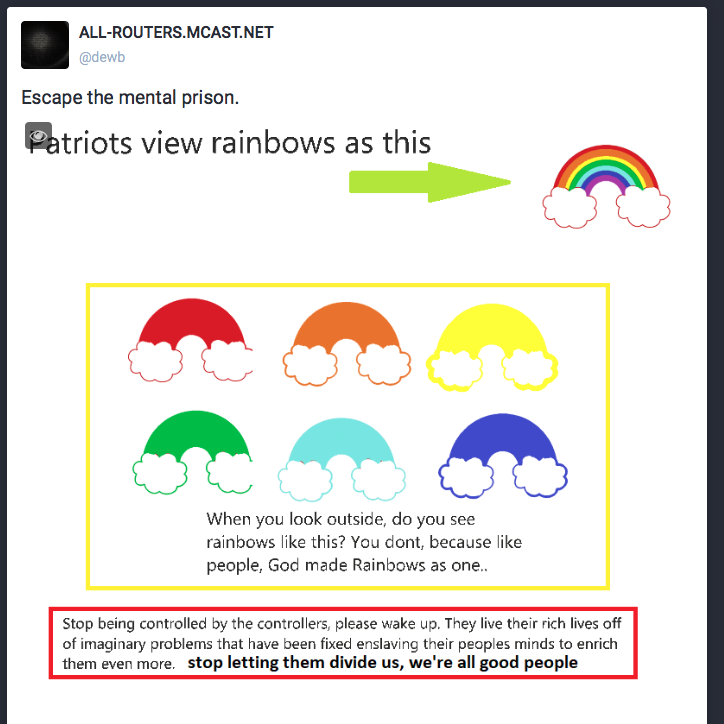 ALL-ROUTERS.MCAST.NET
@dewb
Escape the mental prison.
Patriots view rainbows as this
When you look outside, do you see
rainbows like this? You dont, because like
people, God made Rainbows as one..
Stop being controlled by the controllers, please wake up. They live their rich lives off
of imaginary problems that have been fixed enslaving their peoples minds to enrich
them even more. stop letting them divide us, we're all good people